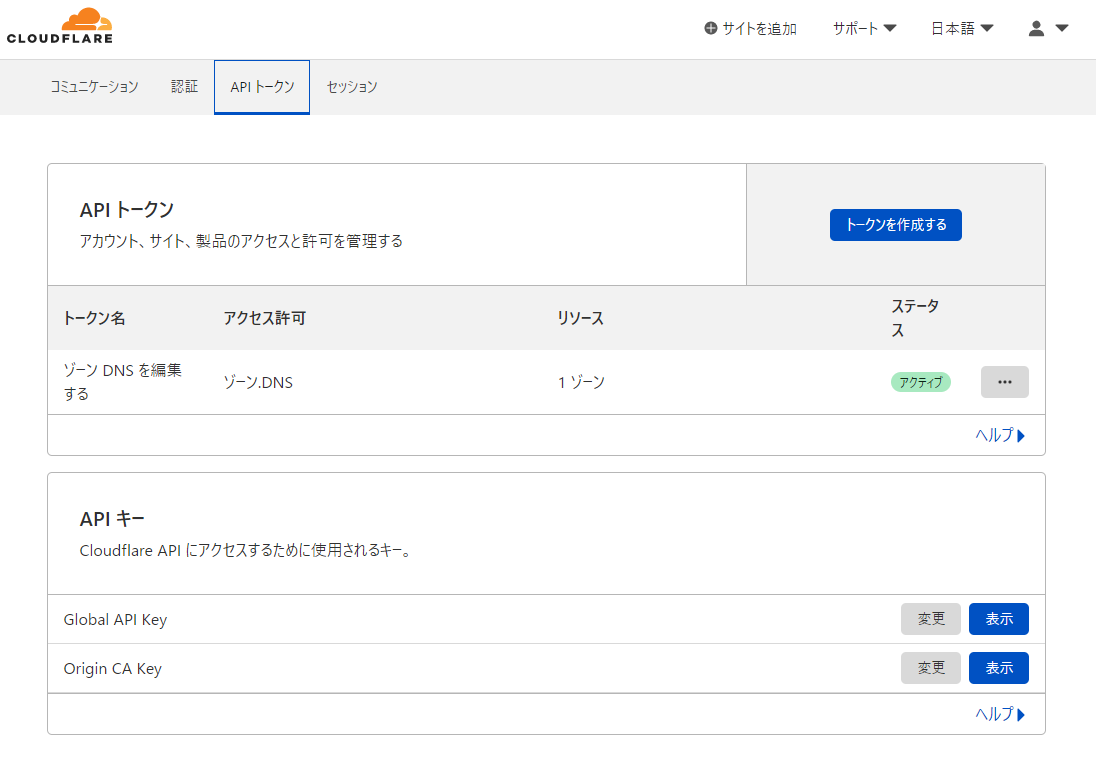 CLOUDFLARE
サイトを追加 サポート 日本語
コミュニケーション 認証 API トークン セッション
API トークン
アカウント、サイト、製品のアクセスと許可を管理する
トークンを作成する
トークン名 アクセス許可 リソース ステータ
ス
ゾーン DNS を編集
する
ゾーン.DNS 1 ゾーン アクティブ
ヘルプ
API キー
Cloudflare API にアクセスするために使用されるキー。
Global API Key 変更 表示
Origin CA Key 変更 表示
ヘルプ